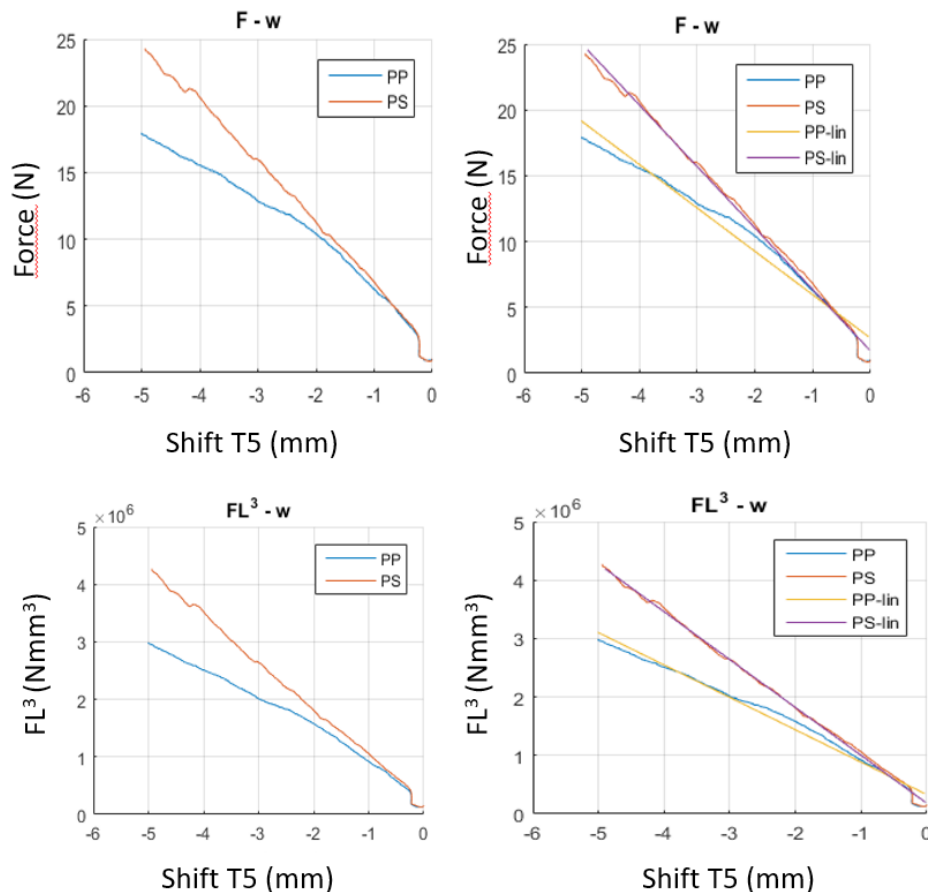 F - w
25
20
15
10
5
0
Force (N)
PP
PS
-6 -5 -4 -3 -2 -1 0
Shift T5 (mm)
F - w
25
20
15
10
5
0
Force (N)
PP
PS
PP-lin
PS-lin
-6 -5 -4 -3 -2 -1 0
Shift T5 (mm)
FL³ - w
× 10⁶
5
4
3
2
1
0
FL³ (Nmm³)
PP
PS
-6 -5 -4 -3 -2 -1 0
Shift T5 (mm)
FL³ - w
× 10⁶
5
4
3
2
1
0
FL³ (Nmm³)
PP
PS
PP-lin
PS-lin
-6 -5 -4 -3 -2 -1 0
Shift T5 (mm)